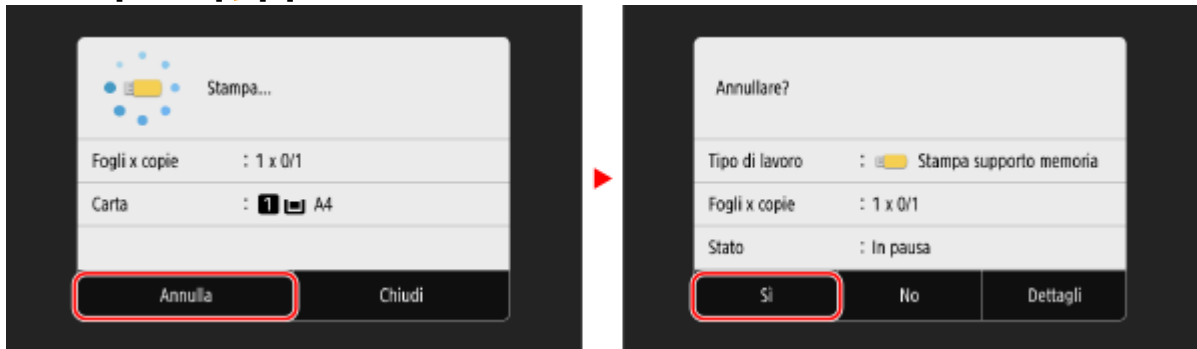 Stampa...
Fogli x copie : 1 x 0/1
Carta : 1 A4
Annulla Chiudi
Annullare?
Tipo di lavoro : Stampa supporto memoria
Fogli x copie : 1 x 0/1
Stato : In pausa
Sì No Dettagli